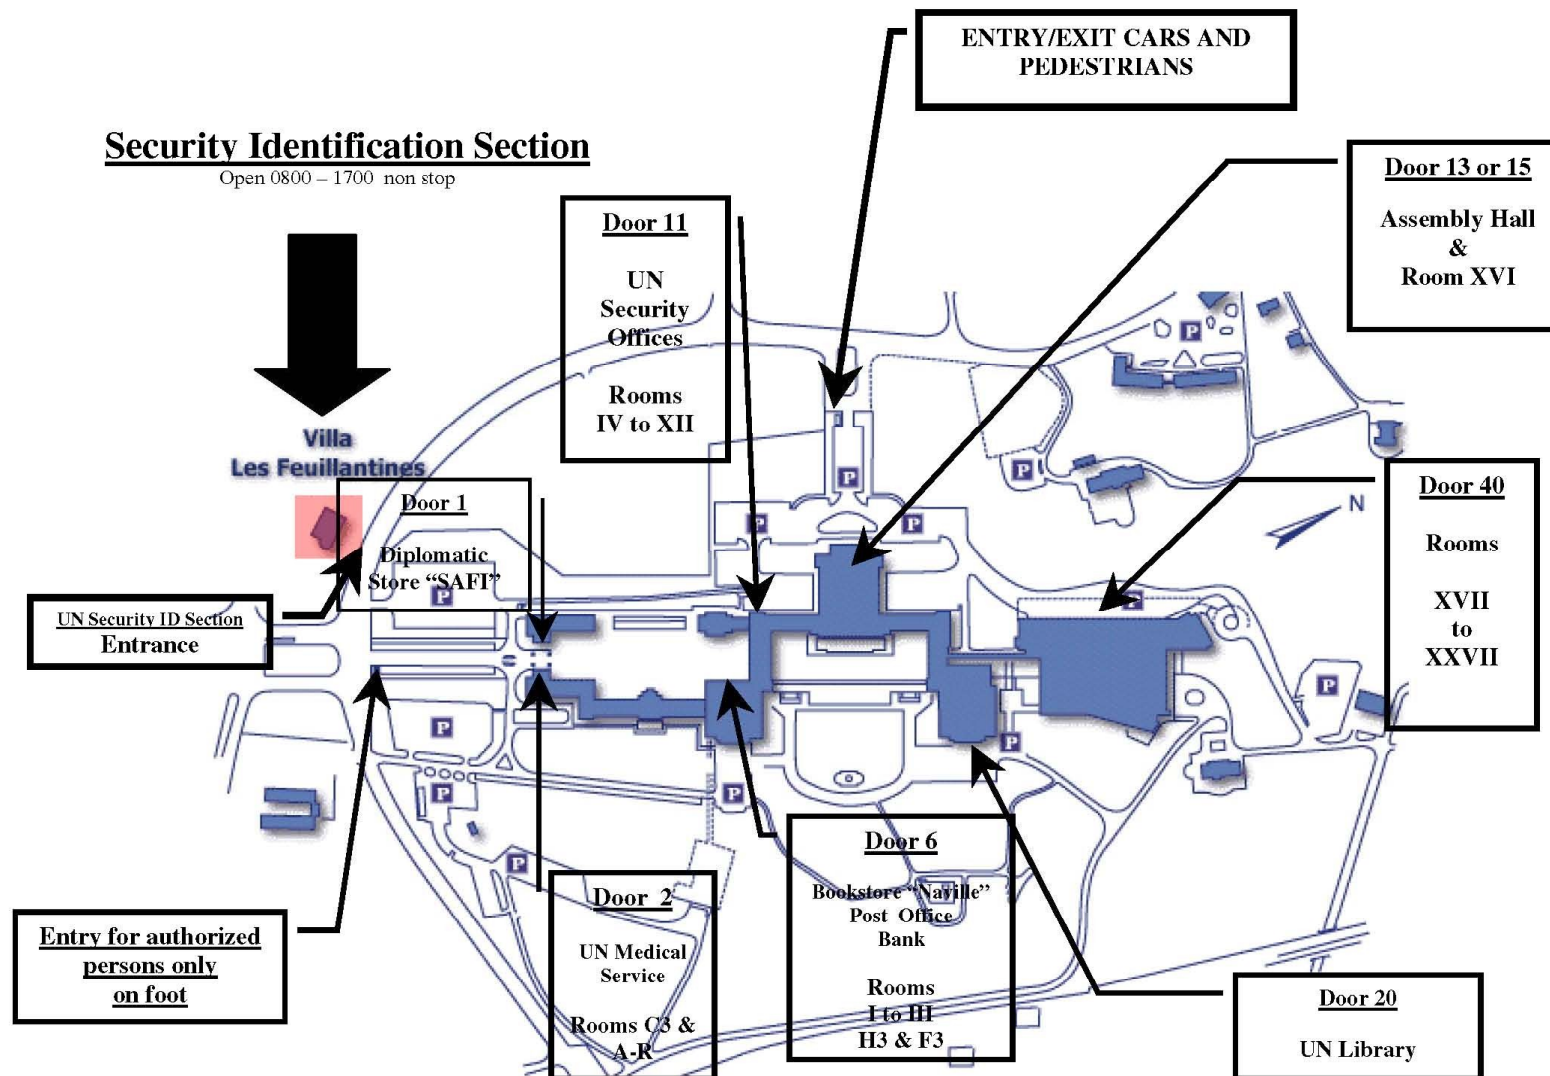 ENTRY/EXIT CARS AND
PEDESTRIANS
Security Identification Section
Open 0800 – 1700 non stop
Door 13 or 15
Assembly Hall
&
Room XVI
Door 11
UN
Security
Offices
Rooms
IV to XII
Villa
Les Feuillantines
Door 1
Diplomatic
Store “SAFI”
Door 40
Rooms
XVII
to
XXVII
N
P
P
P
P
P
P
P
P
P
P
P
P
P
UN Security ID Section
Entrance
Entry for authorized
persons only
on foot
Door 2
UN Medical
Service
Rooms C3 &
A-R
Door 6
Bookstore “Naville”
Post Office
Bank
Rooms
I to III
H3 & F3
Door 20
UN Library